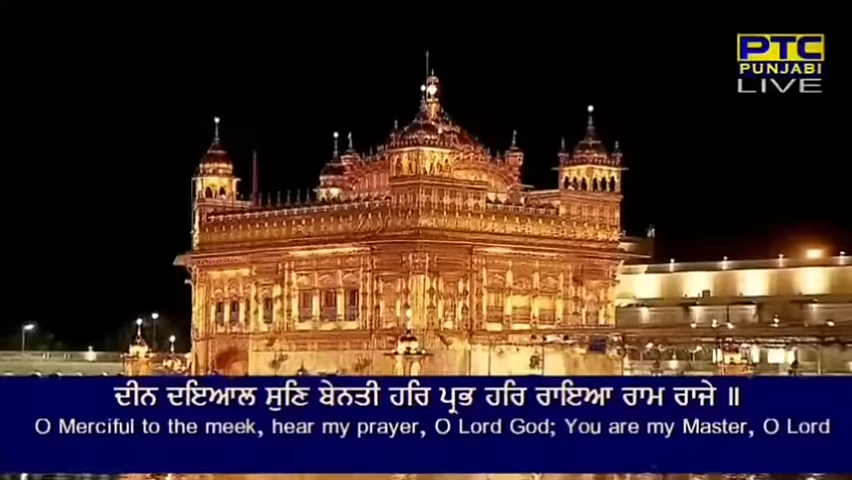 PTC
PUNJABI
LIVE
ਦੀਨ ਦਇਆਲ ਸੁਣਿ ਬੇਨਤੀ ਹਰਿ ਪ੍ਰਭ ਹਰਿ ਰਾਇਆ ਰਾਮ ਰਾਜੇ ॥
O Merciful to the meek, hear my prayer, O Lord God; You are my Master, O Lord